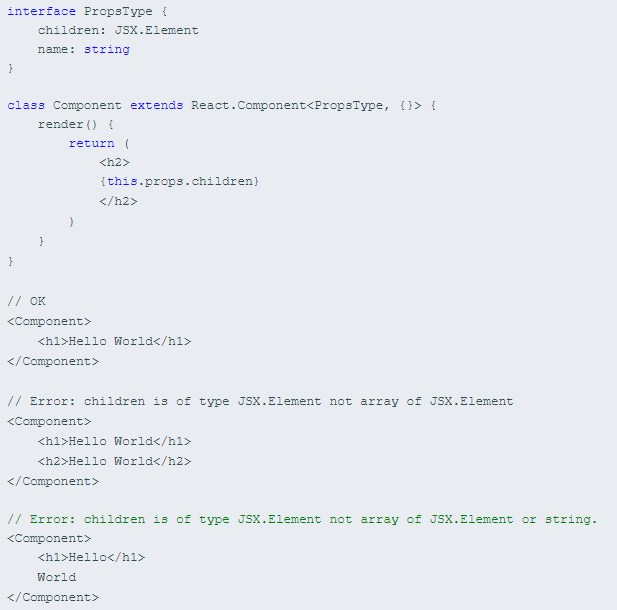 interface PropsType {
    children: JSX.Element
    name: string
}

class Component extends React.Component<PropsType, {}> {
    render() {
        return (
            <h2>
            {this.props.children}
            </h2>
        )
    }
}

// OK
<Component>
    <h1>Hello World</h1>
</Component>

// Error: children is of type JSX.Element not array of JSX.Element
<Component>
    <h1>Hello World</h1>
    <h2>Hello World</h2>
</Component>

// Error: children is of type JSX.Element not array of JSX.Element or string.
<Component>
    <h1>Hello</h1>
    World
</Component>